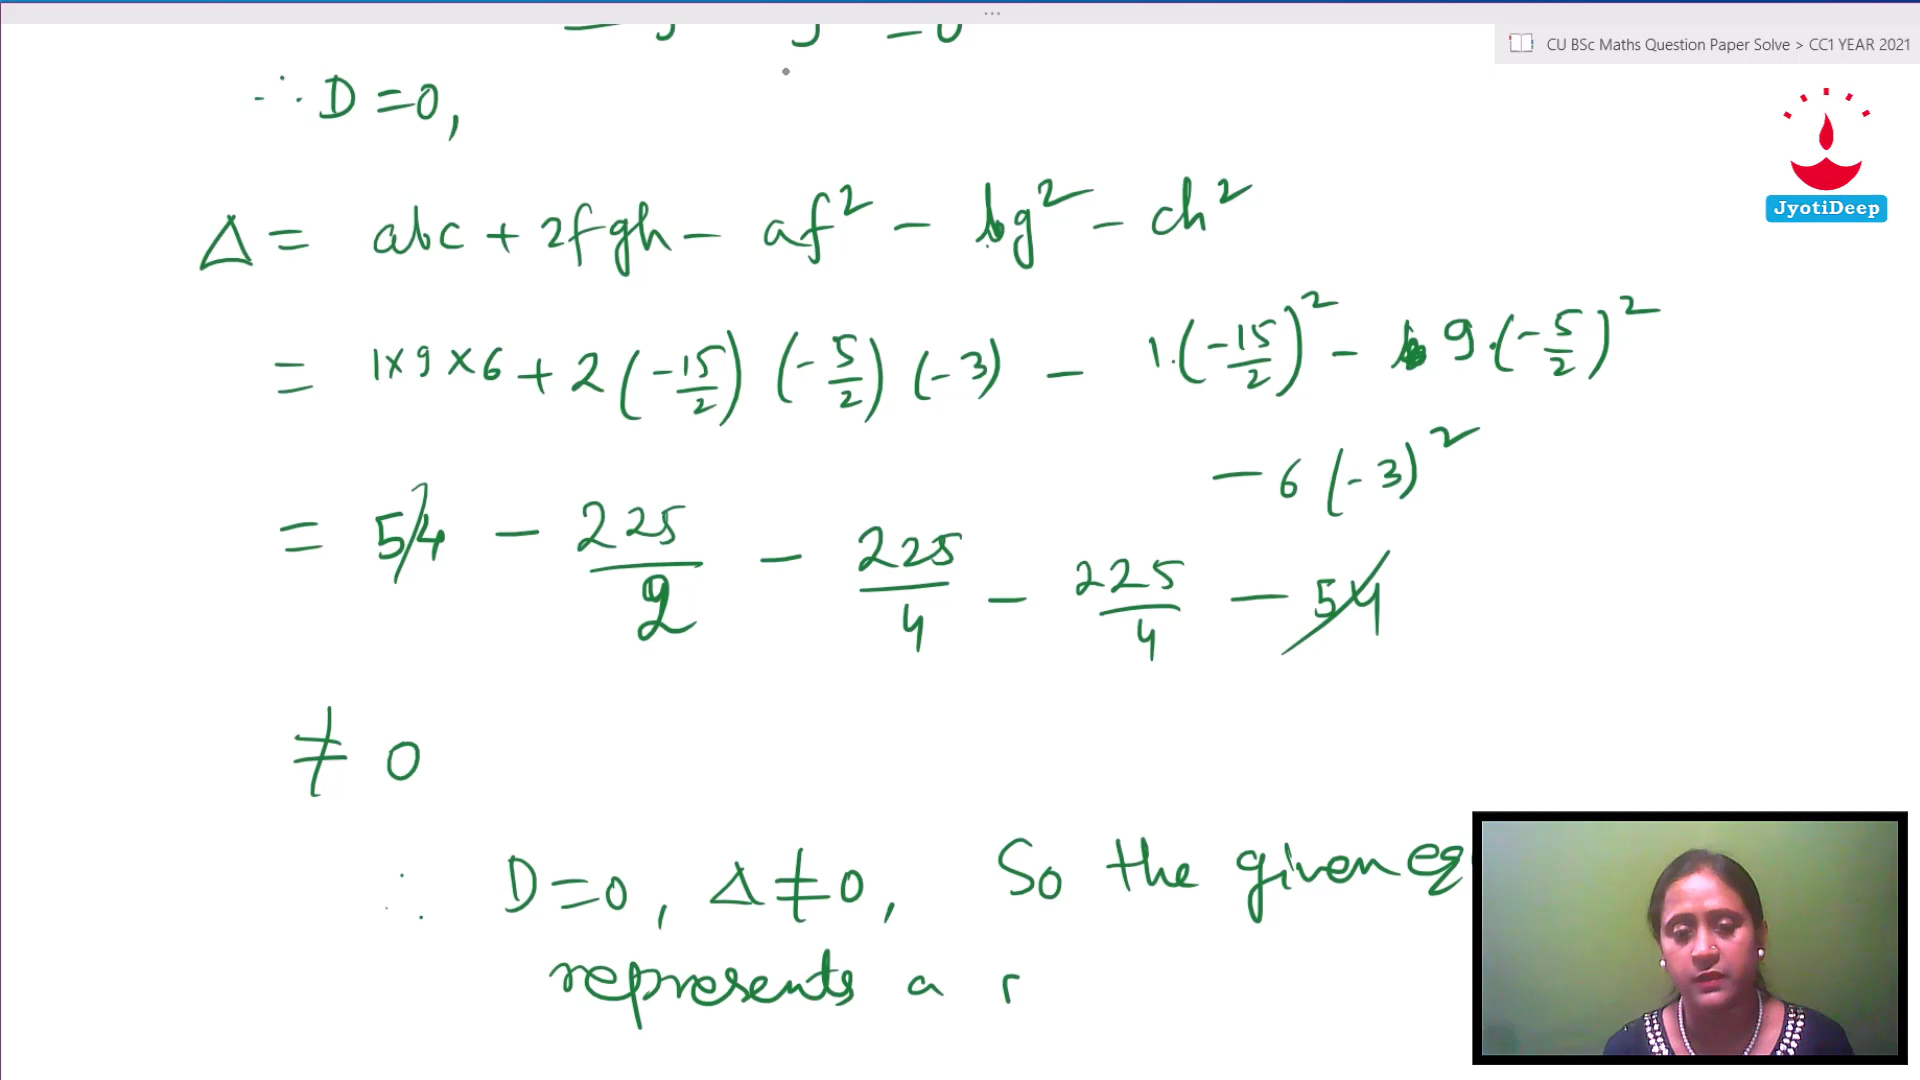 = 0
CU BSc Maths Question Paper Solve > CC1 YEAR 2021
∴ D = 0,
JyotiDeep
Δ = abc + 2fgh - af² - bg² - ch²
= 1×9×6 + 2(-15/2)(-5/2)(-3) - 1.(-15/2)² - 9.(-5/2)²
- 6(-3)²
= 54 - 225/2 - 225/4 - 225/4 - 54
≠ 0
∴ D = 0, Δ ≠ 0, So the given eq
represents a